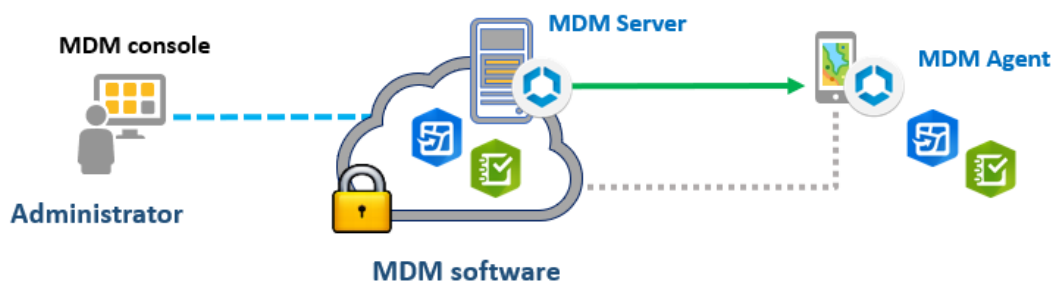 MDM Server
MDM console
MDM Agent
Administrator
MDM software